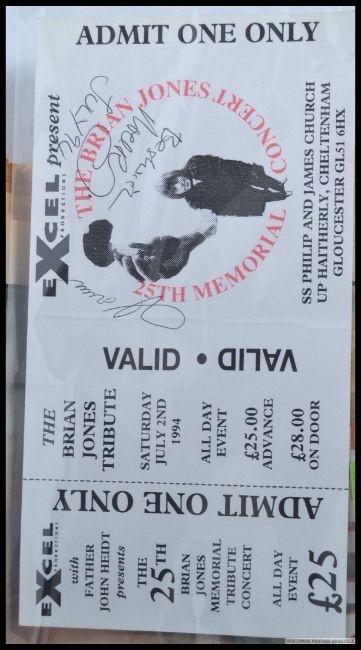 ADMIT ONE ONLY
EXCEL present
PRODUCTIONS
THE BRIAN JONES CONCERT
25TH MEMORIAL
Best wishes
SS PHILIP AND JAMES CHURCH
UP HAITHERLY, CHELTENHAM
GLOUCESTER GL51 6HX
VALID • VALID
THE
BRIAN
JONES
TRIBUTE
SATURDAY
JULY 2ND
1994
ALL DAY
EVENT
£25.00
ADVANCE
£28.00
ON DOOR
ADMIT ONE ONLY
EXCEL
PRODUCTIONS
with
FATHER
JOHN HEIDT
presents
THE
25TH
BRIAN
JONES
MEMORIAL
TRIBUTE
CONCERT
ALL DAY
EVENT
£25